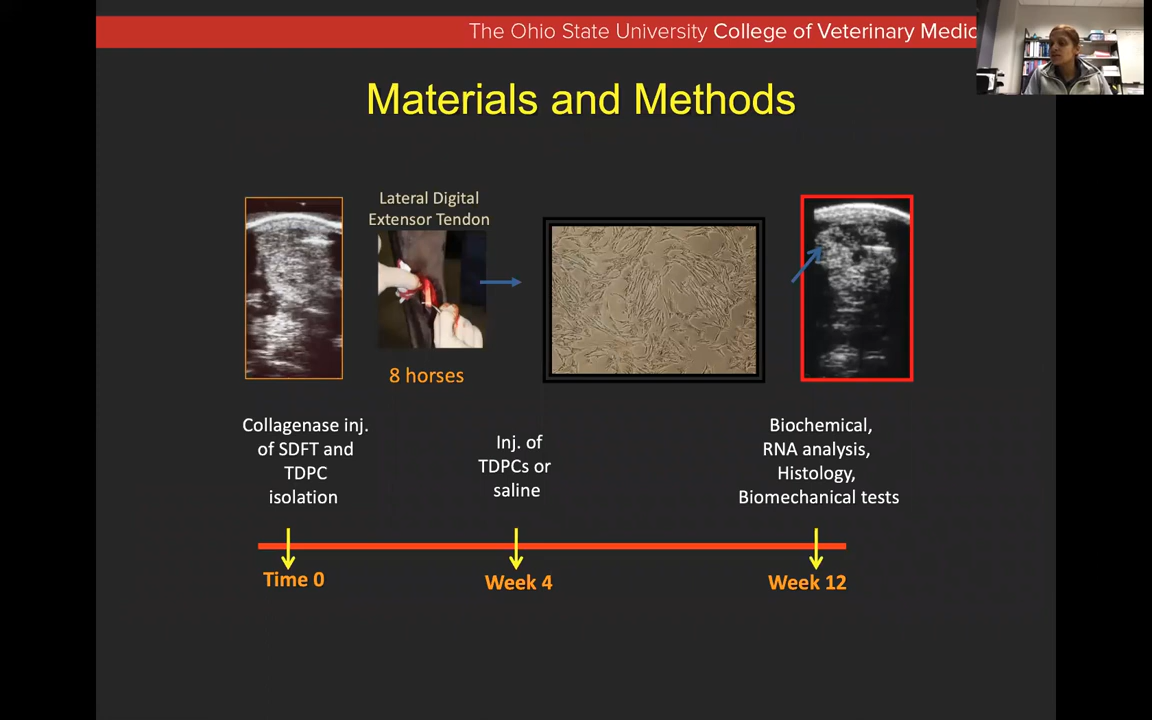 The Ohio State University College of Veterinary Medic
Materials and Methods
Lateral Digital
Extensor Tendon
8 horses
Collagenase inj.
of SDFT and
TDPC
isolation
Inj. of
TDPCs or
saline
Biochemical,
RNA analysis,
Histology,
Biomechanical tests
Time 0
Week 4
Week 12